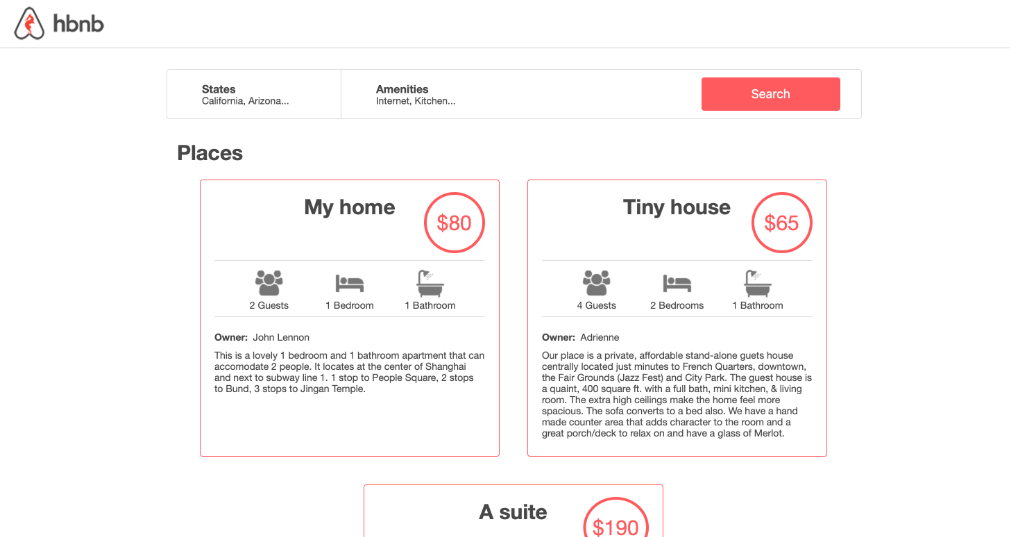 hbnb
States
California, Arizona...
Amenities
Internet, Kitchen...
Search
Places
My home
$80
2 Guests
1 Bedroom
1 Bathroom
Owner: John Lennon
This is a lovely 1 bedroom and 1 bathroom apartment that can
accomodate 2 people. It locates at the center of Shanghai
and next to subway line 1. 1 stop to People Square, 2 stops
to Bund, 3 stops to Jingan Temple.
Tiny house
$65
4 Guests
2 Bedrooms
1 Bathroom
Owner: Adrienne
Our place is a private, affordable stand-alone guets house
centrally located just minutes to French Quarters, downtown,
the Fair Grounds (Jazz Fest) and City Park. The guest house is
a quaint, 400 square ft. with a full bath, mini kitchen, & living
room. The extra high ceilings make the home feel more
spacious. The sofa converts to a bed also. We have a hand
made counter area that adds character to the room and a
great porch/deck to relax on and have a glass of Merlot.
A suite
$190